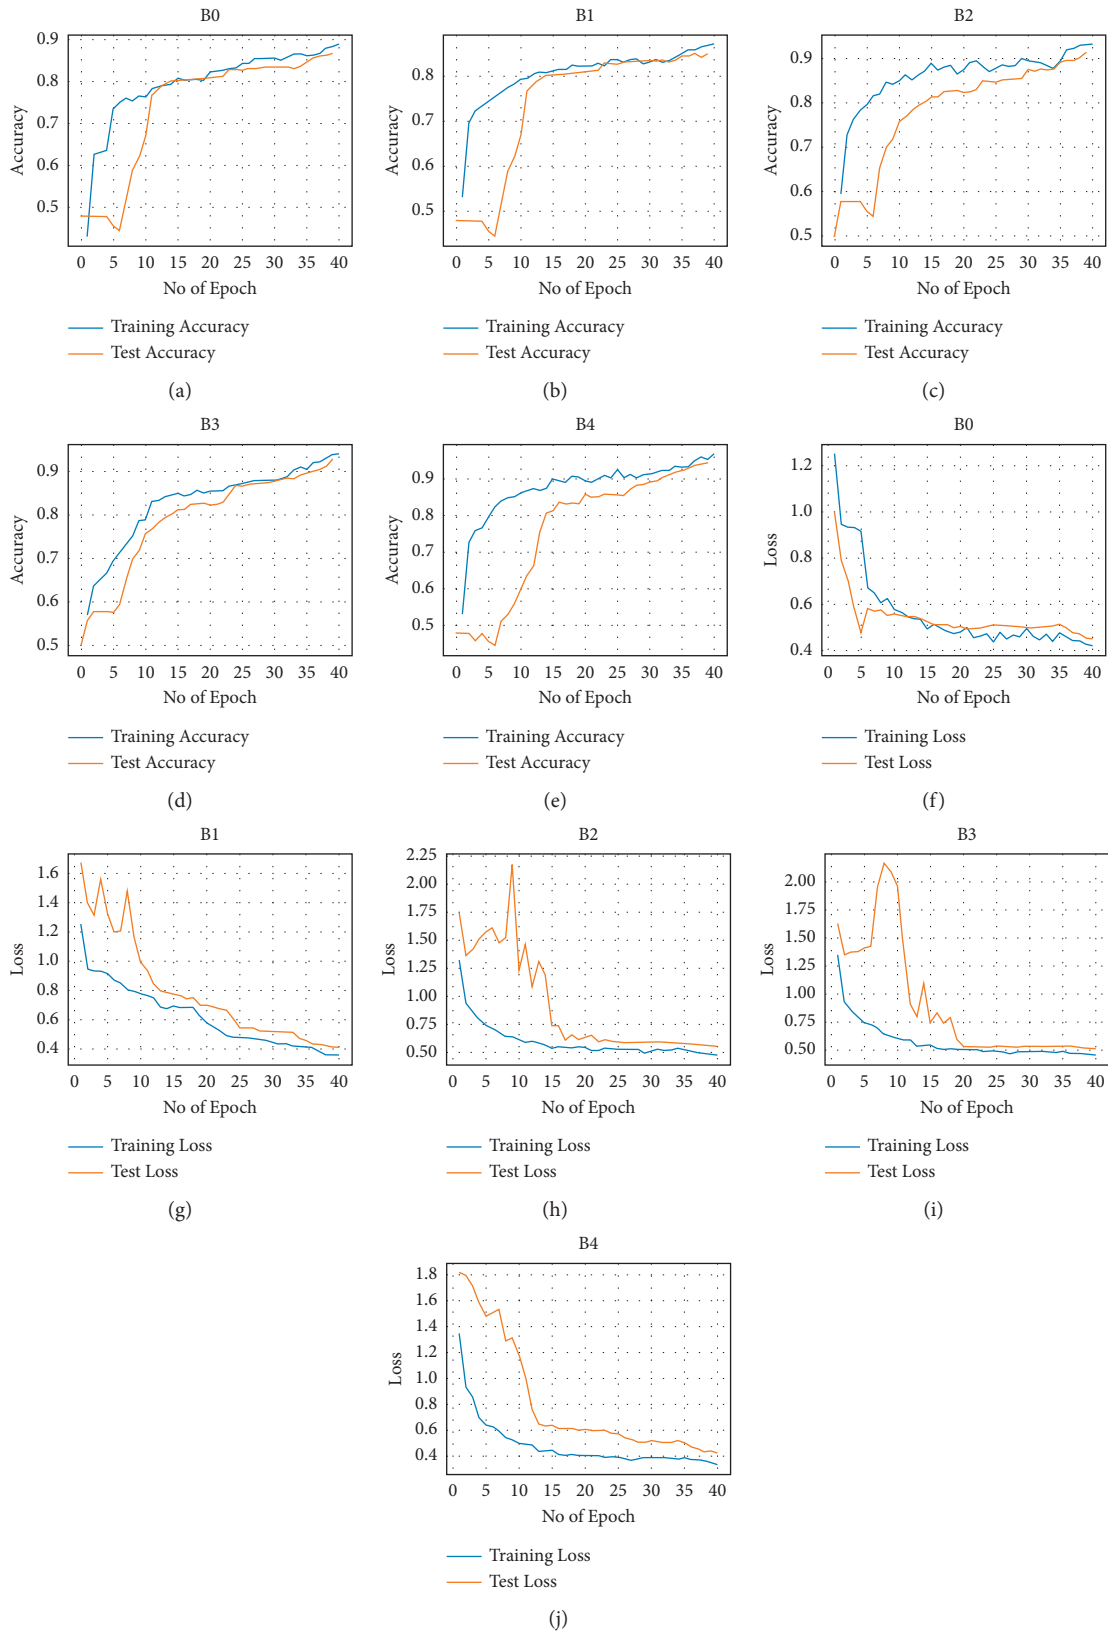 B0
Accuracy
0.9
0.8
0.7
0.6
0.5
0 5 10 15 20 25 30 35 40
No of Epoch
Training Accuracy
Test Accuracy
(a)
B1
Accuracy
0.8
0.7
0.6
0.5
0 5 10 15 20 25 30 35 40
No of Epoch
Training Accuracy
Test Accuracy
(b)
B2
Accuracy
0.9
0.8
0.7
0.6
0.5
0 5 10 15 20 25 30 35 40
No of Epoch
Training Accuracy
Test Accuracy
(c)
B3
Accuracy
0.9
0.8
0.7
0.6
0.5
0 5 10 15 20 25 30 35 40
No of Epoch
Training Accuracy
Test Accuracy
(d)
B4
Accuracy
0.9
0.8
0.7
0.6
0.5
0 5 10 15 20 25 30 35 40
No of Epoch
Training Accuracy
Test Accuracy
(e)
B0
Loss
1.2
1.0
0.8
0.6
0.4
0 5 10 15 20 25 30 35 40
No of Epoch
Training Loss
Test Loss
(f)
B1
Loss
1.6
1.4
1.2
1.0
0.8
0.6
0.4
0 5 10 15 20 25 30 35 40
No of Epoch
Training Loss
Test Loss
(g)
B2
Loss
2.25
2.00
1.75
1.50
1.25
1.00
0.75
0.50
0 5 10 15 20 25 30 35 40
No of Epoch
Training Loss
Test Loss
(h)
B3
Loss
2.00
1.75
1.50
1.25
1.00
0.75
0.50
0 5 10 15 20 25 30 35 40
No of Epoch
Training Loss
Test Loss
(i)
B4
Loss
1.8
1.6
1.4
1.2
1.0
0.8
0.6
0.4
0 5 10 15 20 25 30 35 40
No of Epoch
Training Loss
Test Loss
(j)